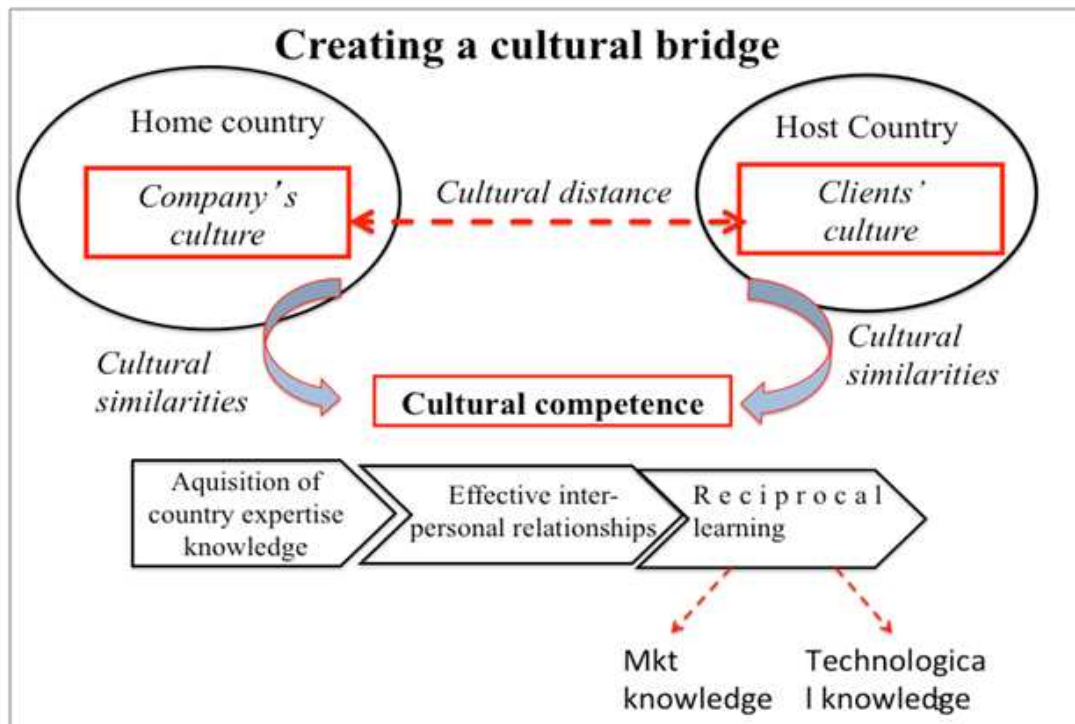 Creating a cultural bridge
Home country
Host Country
Company's
culture
Cultural distance
Clients'
culture
Cultural
similarities
Cultural
similarities
Cultural competence
Aquisition of
country expertise
knowledge
Effective inter-
personal relationships
Reciprocal
learning
Mkt
knowledge
Technologica
l knowledge